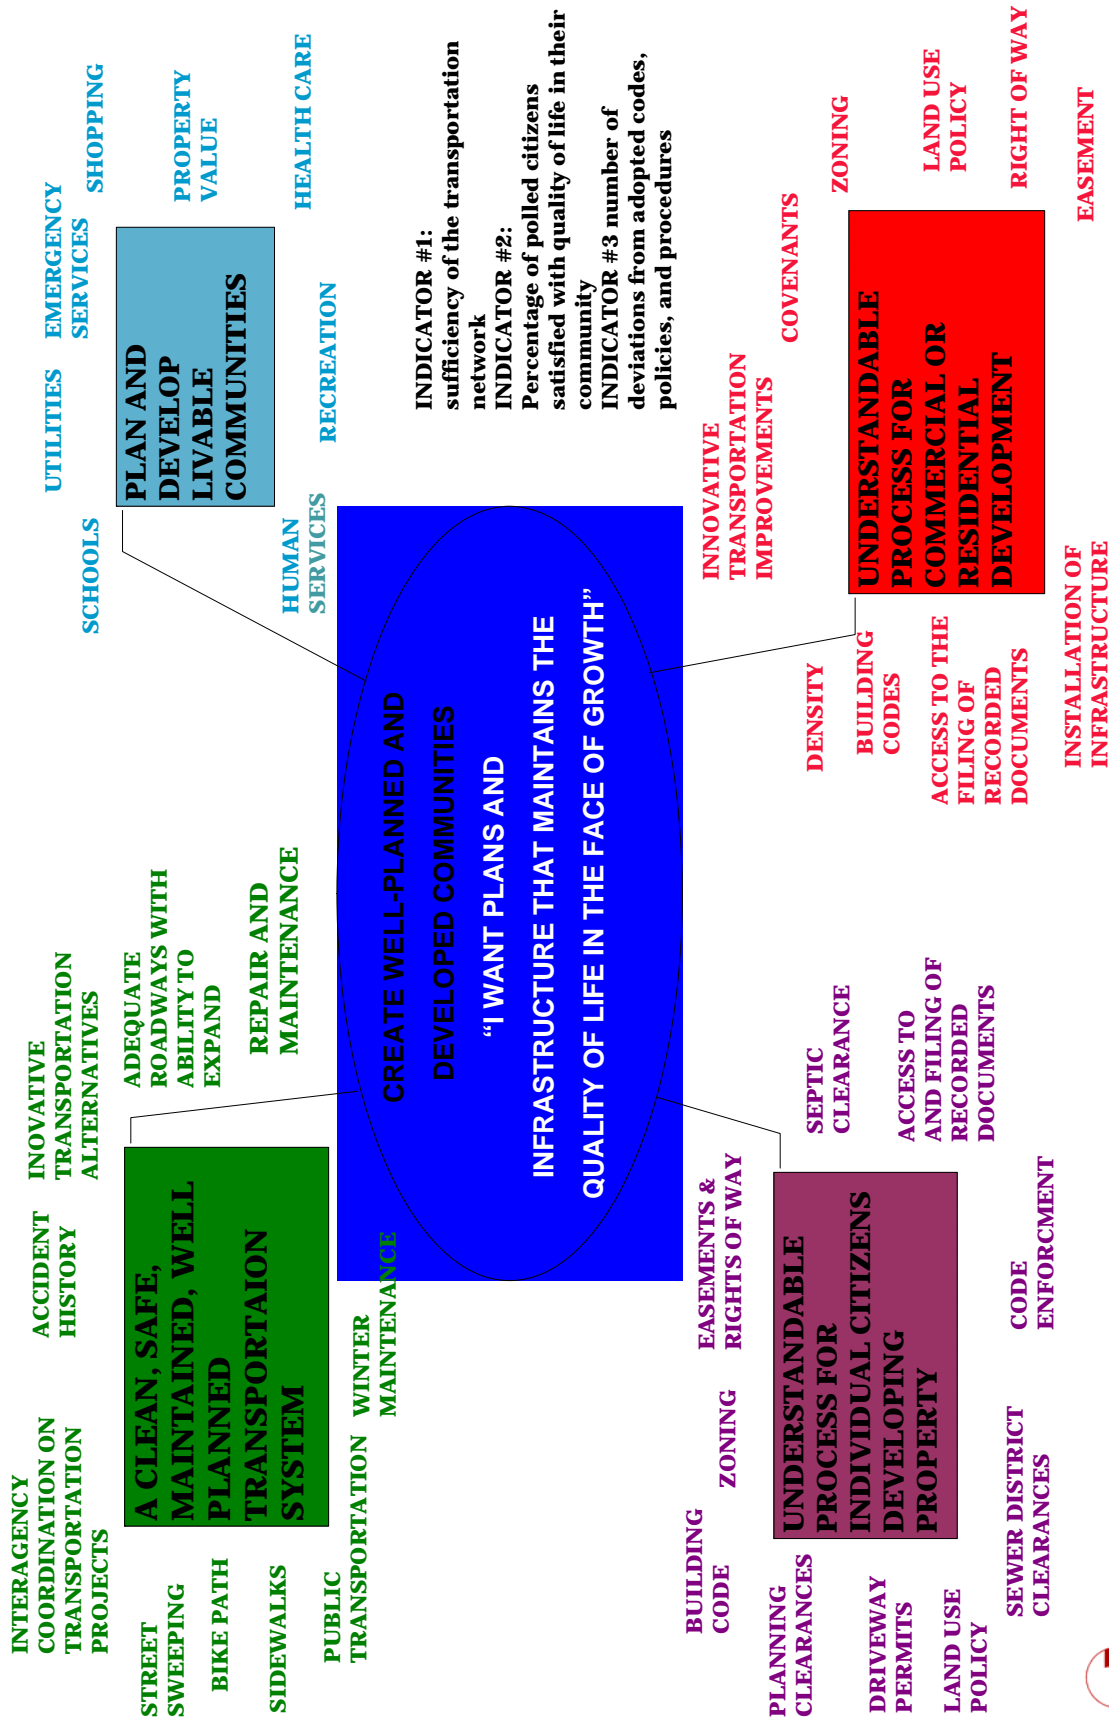 INTERAGENCY
COORDINATION ON
TRANSPORTATION
PROJECTS
ACCIDENT
HISTORY
INOVATIVE
TRANSPORTATION
ALTERNATIVES
STREET
SWEEPING
BIKE PATH
SIDEWALKS
PUBLIC
TRANSPORTATION
WINTER
MAINTENANCE
A CLEAN, SAFE,
MAINTAINED, WELL
PLANNED
TRANSPORTAION
SYSTEM
ADEQUATE
ROADWAYS WITH
ABILITY TO
EXPAND
REPAIR AND
MAINTENANCE
SCHOOLS
UTILITIES
EMERGENCY
SERVICES
SHOPPING
PROPERTY
VALUE
HEALTH CARE
RECREATION
HUMAN
SERVICES
PLAN AND
DEVELOP
LIVABLE
COMMUNITIES
CREATE WELL-PLANNED AND
DEVELOPED COMMUNITIES
“I WANT PLANS AND
INFRASTRUCTURE THAT MAINTAINS THE
QUALITY OF LIFE IN THE FACE OF GROWTH”
INDICATOR #1:
sufficiency of the transportation
network
INDICATOR #2:
Percentage of polled citizens
satisfied with quality of life in their
community
INDICATOR #3 number of
deviations from adopted codes,
policies, and procedures
BUILDING
CODE
ZONING
EASEMENTS &
RIGHTS OF WAY
PLANNING
CLEARANCES
DRIVEWAY
PERMITS
LAND USE
POLICY
SEWER DISTRICT
CLEARANCES
CODE
ENFORCMENT
UNDERSTANDABLE
PROCESS FOR
INDIVIDUAL CITIZENS
DEVELOPING
PROPERTY
SEPTIC
CLEARANCE
ACCESS TO
AND FILING OF
RECORDED
DOCUMENTS
INNOVATIVE
TRANSPORTATION
IMPROVEMENTS
COVENANTS
ZONING
LAND USE
POLICY
RIGHT OF WAY
EASEMENT
DENSITY
BUILDING
CODES
ACCESS TO THE
FILING OF
RECORDED
DOCUMENTS
INSTALLATION OF
INFRASTRUCTURE
UNDERSTANDABLE
PROCESS FOR
COMMERCIAL OR
RESIDENTIAL
DEVELOPMENT